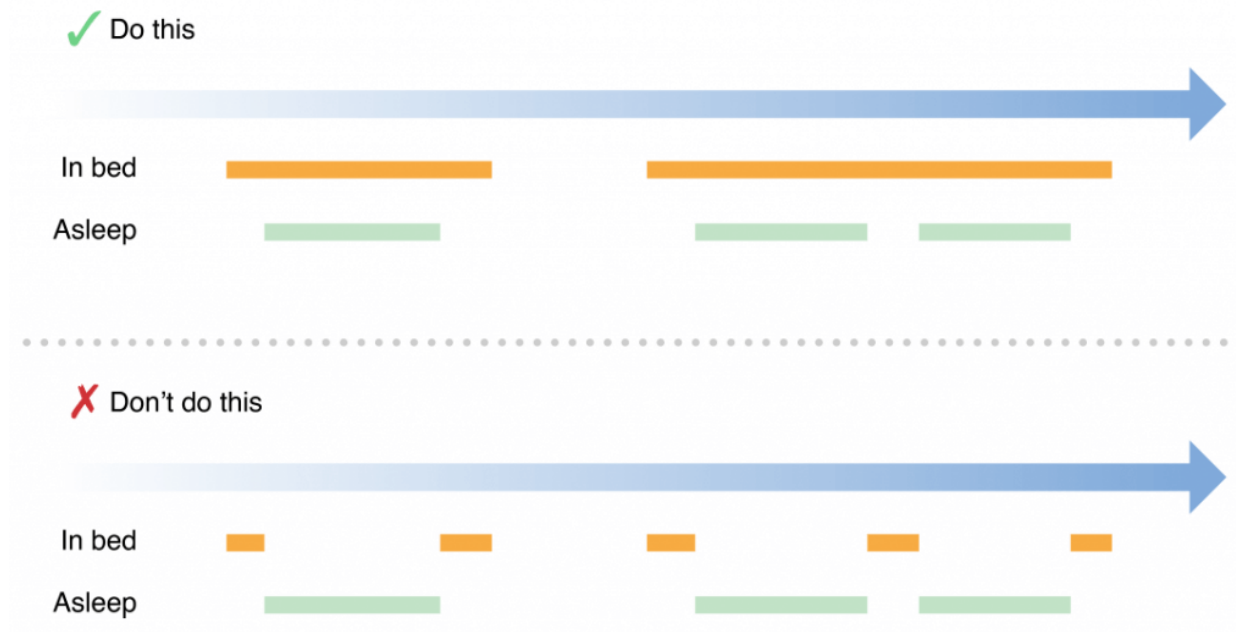 ✓ Do this
In bed
Asleep
✗ Don’t do this
In bed
Asleep